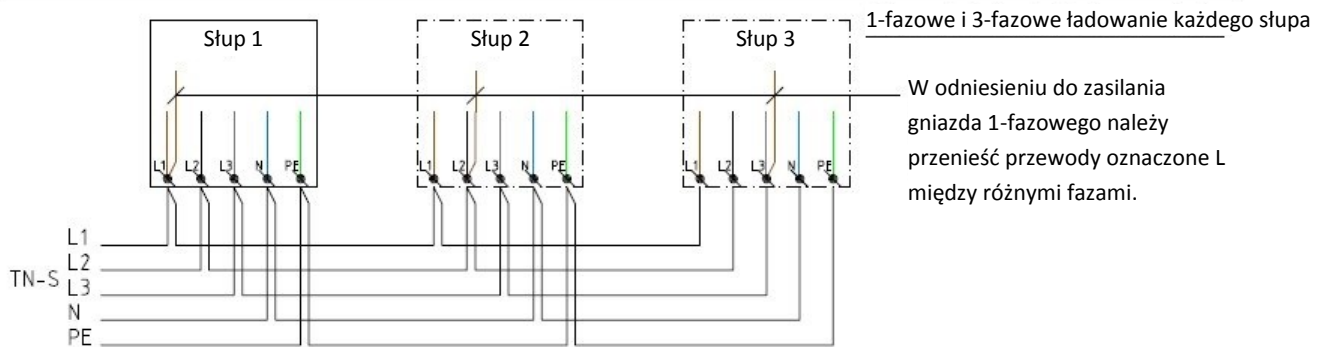 1-fazowe i 3-fazowe ładowanie każdego słupa
Słup 1
Słup 2
Słup 3
W odniesieniu do zasilania
gniazda 1-fazowego należy
przenieść przewody oznaczone L
między różnymi fazami.
L1 L2 L3 N PE
L1 L2 L3 N PE
L1 L2 L3 N PE
TN-S
L1
L2
L3
N
PE